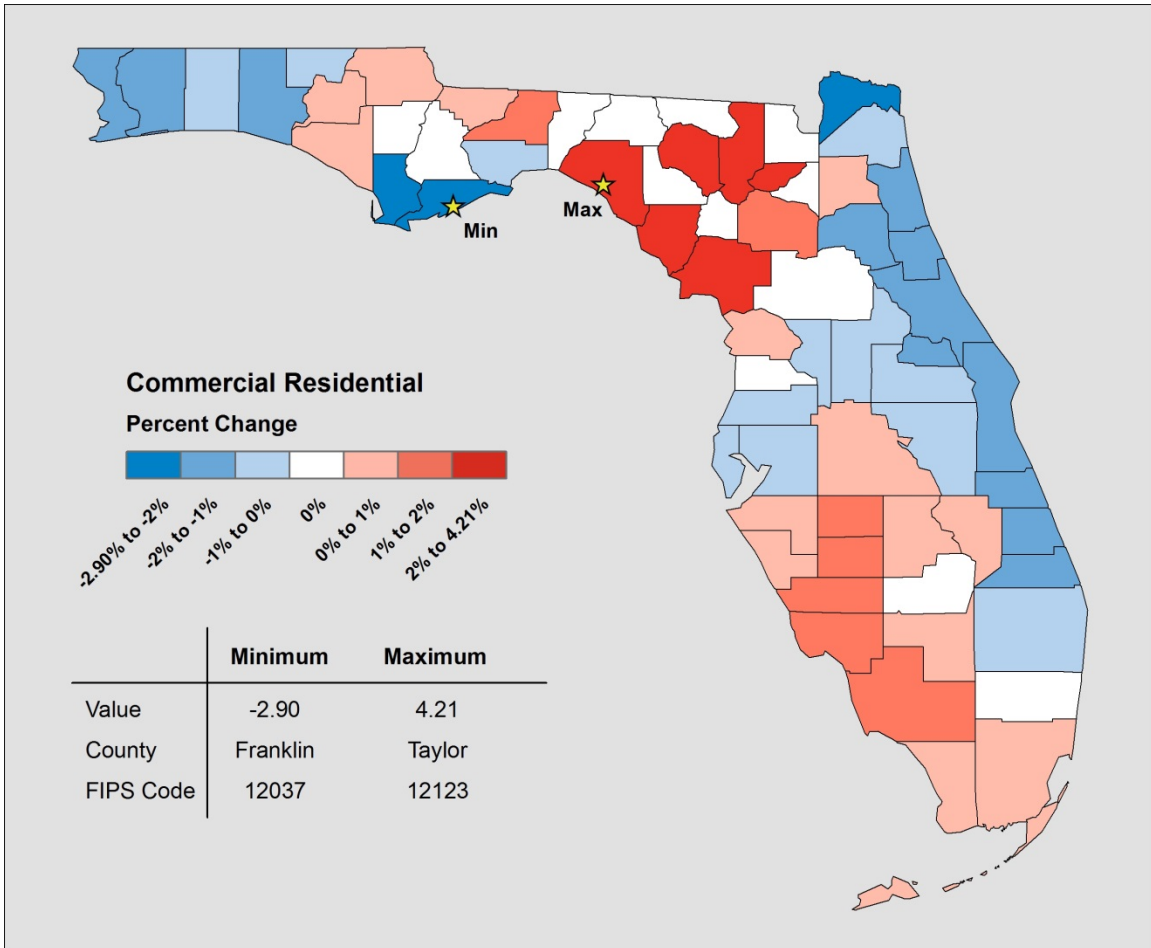 Min
Max
Commercial Residential
Percent Change
-2.90% to -2%
-2% to -1%
-1% to 0%
0%
0% to 1%
1% to 2%
2% to 4.21%
Minimum Maximum
Value -2.90 4.21
County Franklin Taylor
FIPS Code 12037 12123